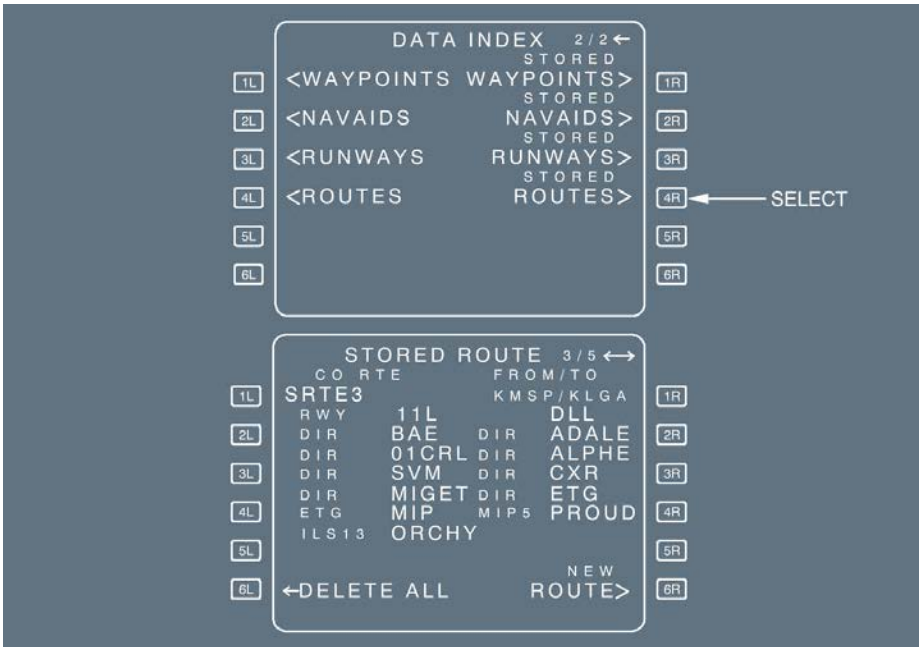 DATA INDEX 2/2←
STORED
1L <WAYPOINTS WAYPOINTS> 1R
STORED
2L <NAVAIDS NAVAIDS> 2R
STORED
3L <RUNWAYS RUNWAYS> 3R
STORED
4L <ROUTES ROUTES> 4R SELECT
5L 5R
6L 6R
STORED ROUTE 3/5 ↔
CO RTE FROM/TO
1L SRTE3 KMSP/KLGA 1R
RWY 11L DLL
2L DIR BAE DIR ADALE 2R
DIR 01CRL DIR ALPHE
3L DIR SVM DIR CXR 3R
DIR MIGET DIR ETG
4L ETG MIP MIP5 PROUD 4R
ILS13 ORCHY
5L 5R
NEW
6L ←DELETE ALL ROUTE> 6R